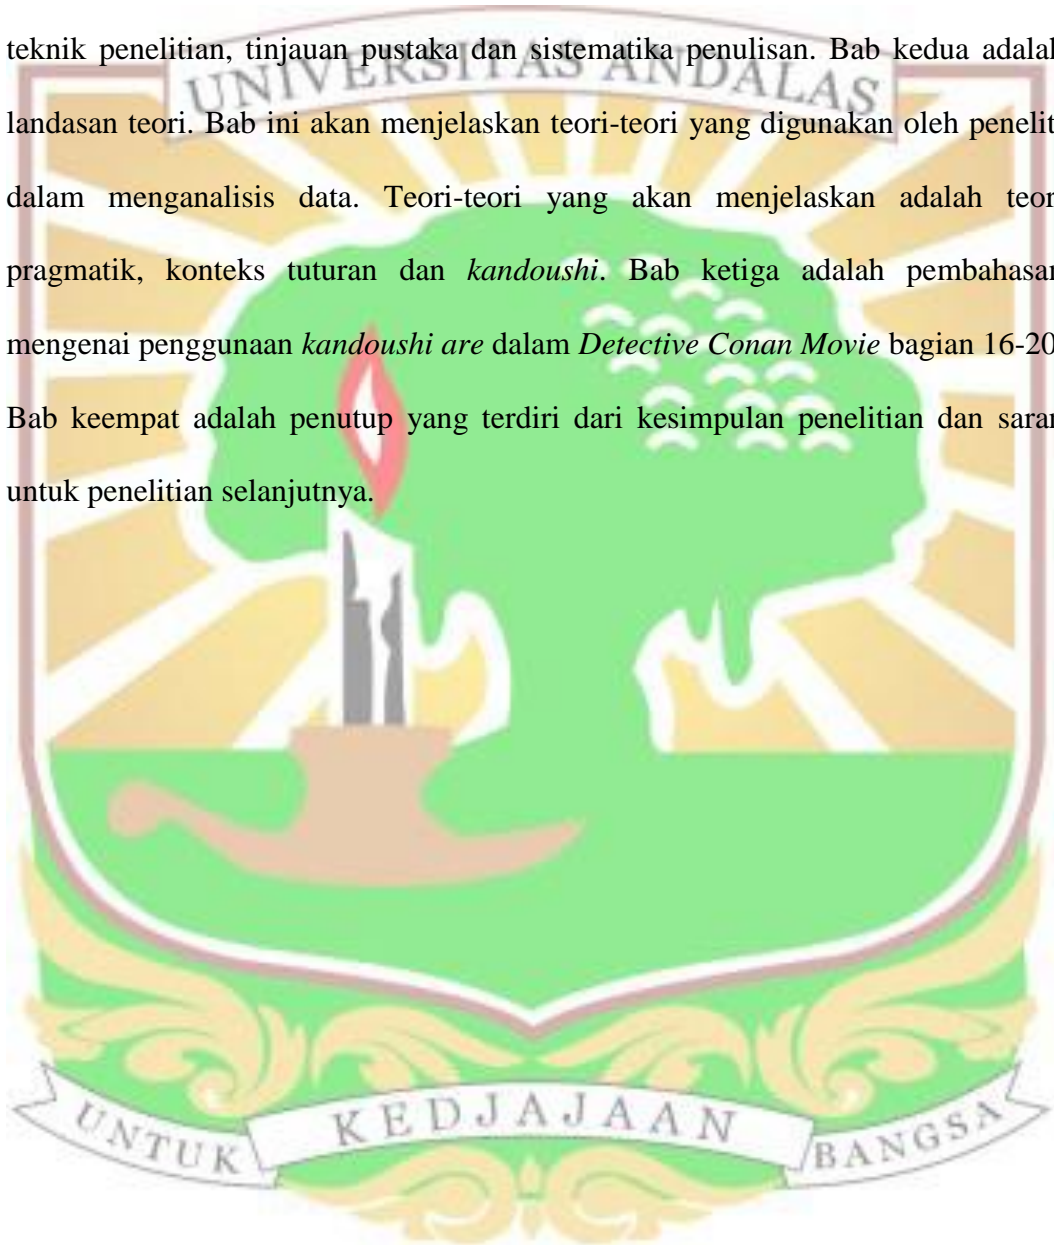 teknik penelitian, tinjauan pustaka dan sistematika penulisan. Bab kedua adalah
UNIVERSITAS ANDALAS
landasan teori. Bab ini akan menjelaskan teori-teori yang digunakan oleh penelit
dalam menganalisis data. Teori-teori yang akan menjelaskan adalah teor
pragmatik, konteks tuturan dan kandoushi. Bab ketiga adalah pembahasan
mengenai penggunaan kandoushi are dalam Detective Conan Movie bagian 16-20
Bab keempat adalah penutup yang terdiri dari kesimpulan penelitian dan saran
untuk penelitian selanjutnya.
UNTUK KEDJAJAAN BANGSA